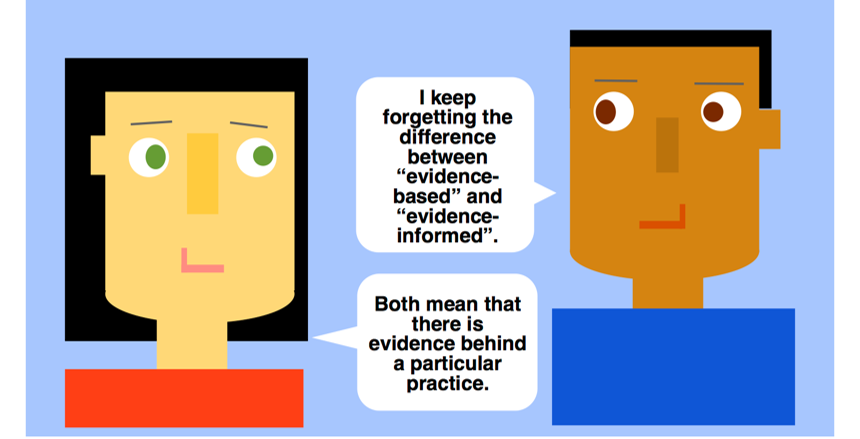 I keep
forgetting the
difference
between
“evidence-
based” and
“evidence-
informed”.
Both mean that
there is
evidence behind
a particular
practice.